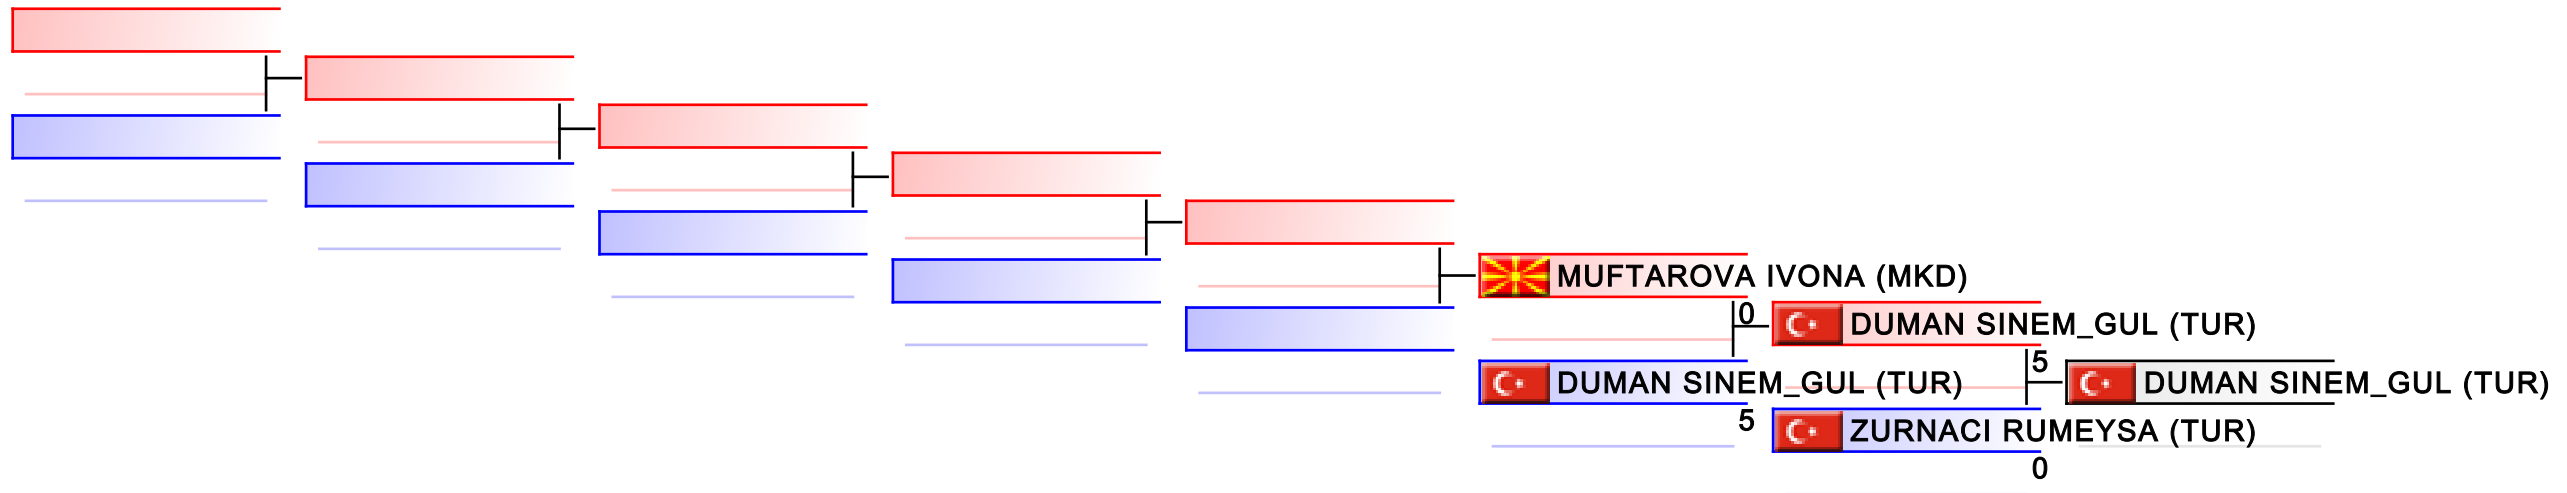 MUFTAROVA IVONA (MKD)
0
DUMAN SINEM_GUL (TUR)
5
DUMAN SINEM_GUL (TUR)
5
ZURNACI RUMEYSA (TUR)
0
DUMAN SINEM_GUL (TUR)